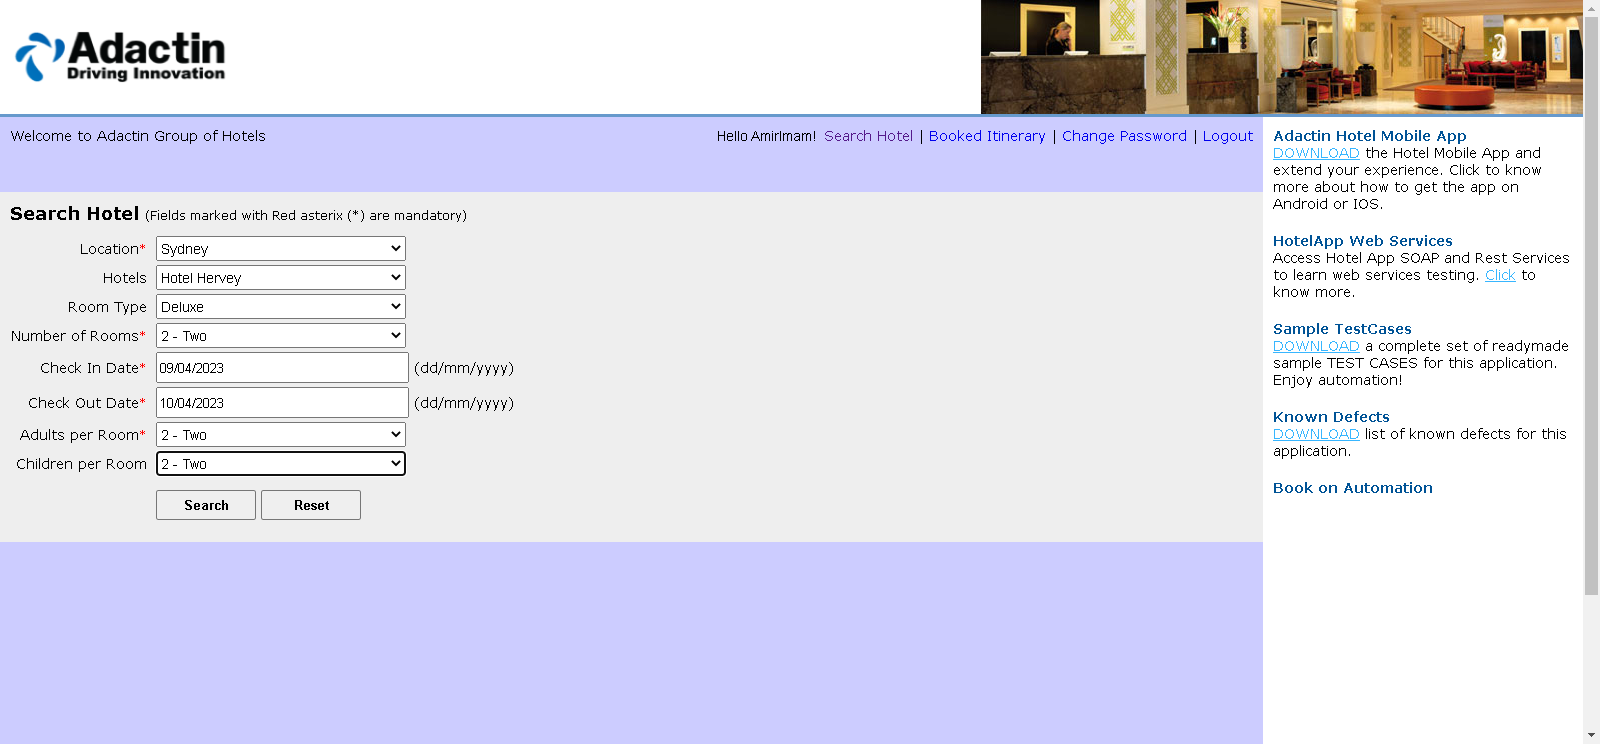 Adactin
Driving Innovation
Welcome to Adactin Group of Hotels
Hello AmirImam! Search Hotel | Booked Itinerary | Change Password | Logout
Search Hotel (Fields marked with Red asterix (*) are mandatory)
Location* Sydney
Hotels Hotel Hervey
Room Type Deluxe
Number of Rooms* 2 - Two
Check In Date* 09/04/2023 (dd/mm/yyyy)
Check Out Date* 10/04/2023 (dd/mm/yyyy)
Adults per Room* 2 - Two
Children per Room 2 - Two
Search Reset
Adactin Hotel Mobile App
DOWNLOAD the Hotel Mobile App and
extend your experience. Click to know
more about how to get the app on
Android or IOS.
HotelApp Web Services
Access Hotel App SOAP and Rest Services
to learn web services testing. Click to
know more.
Sample TestCases
DOWNLOAD a complete set of readymade
sample TEST CASES for this application.
Enjoy automation!
Known Defects
DOWNLOAD list of known defects for this
application.
Book on Automation